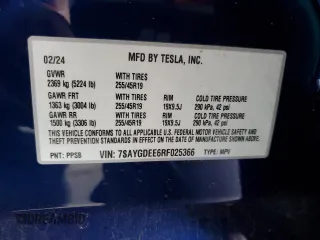 02/24 MFD BY TESLA, INC.
GVWR WITH TIRES
2369 kg (5224 lb) 255/45R19
GAWR FRT WITH TIRES RIM COLD TIRE PRESSURE
1363 kg (3004 lb) 255/45R19 19X9.5J 290 kPa, 42 psi
GAWR RR WITH TIRES RIM COLD TIRE PRESSURE
1500 kg (3306 lb) 255/45R19 19X9.5J 290 kPa, 42 psi
THIS VEHICLE CONFORMS TO ALL APPLICABLE U.S. FEDERAL MOTOR VEHICLE SAFETY AND
THEFT PREVENTION STANDARDS IN EFFECT ON THE DATE OF MANUFACTURE SHOWN ABOVE.
PNT: PPSB VIN: 7SAYGDEE6RF025366 TYPE: MPV